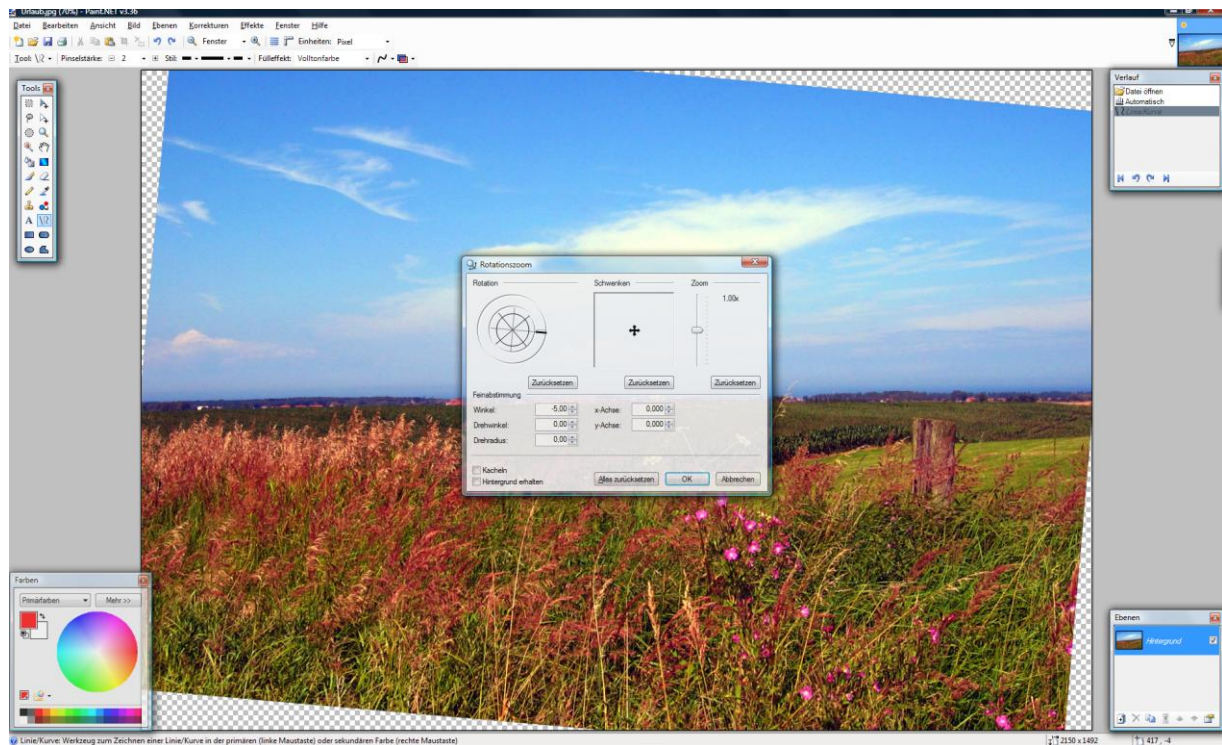 Urlaub.jpg (70%) - Paint.NET v3.36
Datei Bearbeiten Ansicht Bild Ebenen Korrekturen Effekte Fenster Hilfe
Fenster Einheiten: Pixel
Tool: Pinselstärke: 2 Stil: Fülleffekt: Volltonfarbe
Tools
Verlauf
Datei öffnen
Automatisch
Linie/Kurve
Rotationszoom
Rotation Schwenken Zoom
1.00x
Zurücksetzen Zurücksetzen Zurücksetzen
Feinabstimmung
Winkel: -5,00 x-Achse: 0,000
Drehwinkel: 0,00 y-Achse: 0,000
Drehradius: 0,00
Kacheln
Hintergrund erhalten
Alles zurücksetzen OK Abbrechen
Farben
Primärfarben Mehr >>
Ebenen
Hintergrund
Linie/Kurve: Werkzeug zum Zeichnen einer Linie/Kurve in der primären (linke Maustaste) oder sekundären Farbe (rechte Maustaste)
2150 x 1492 417, -4